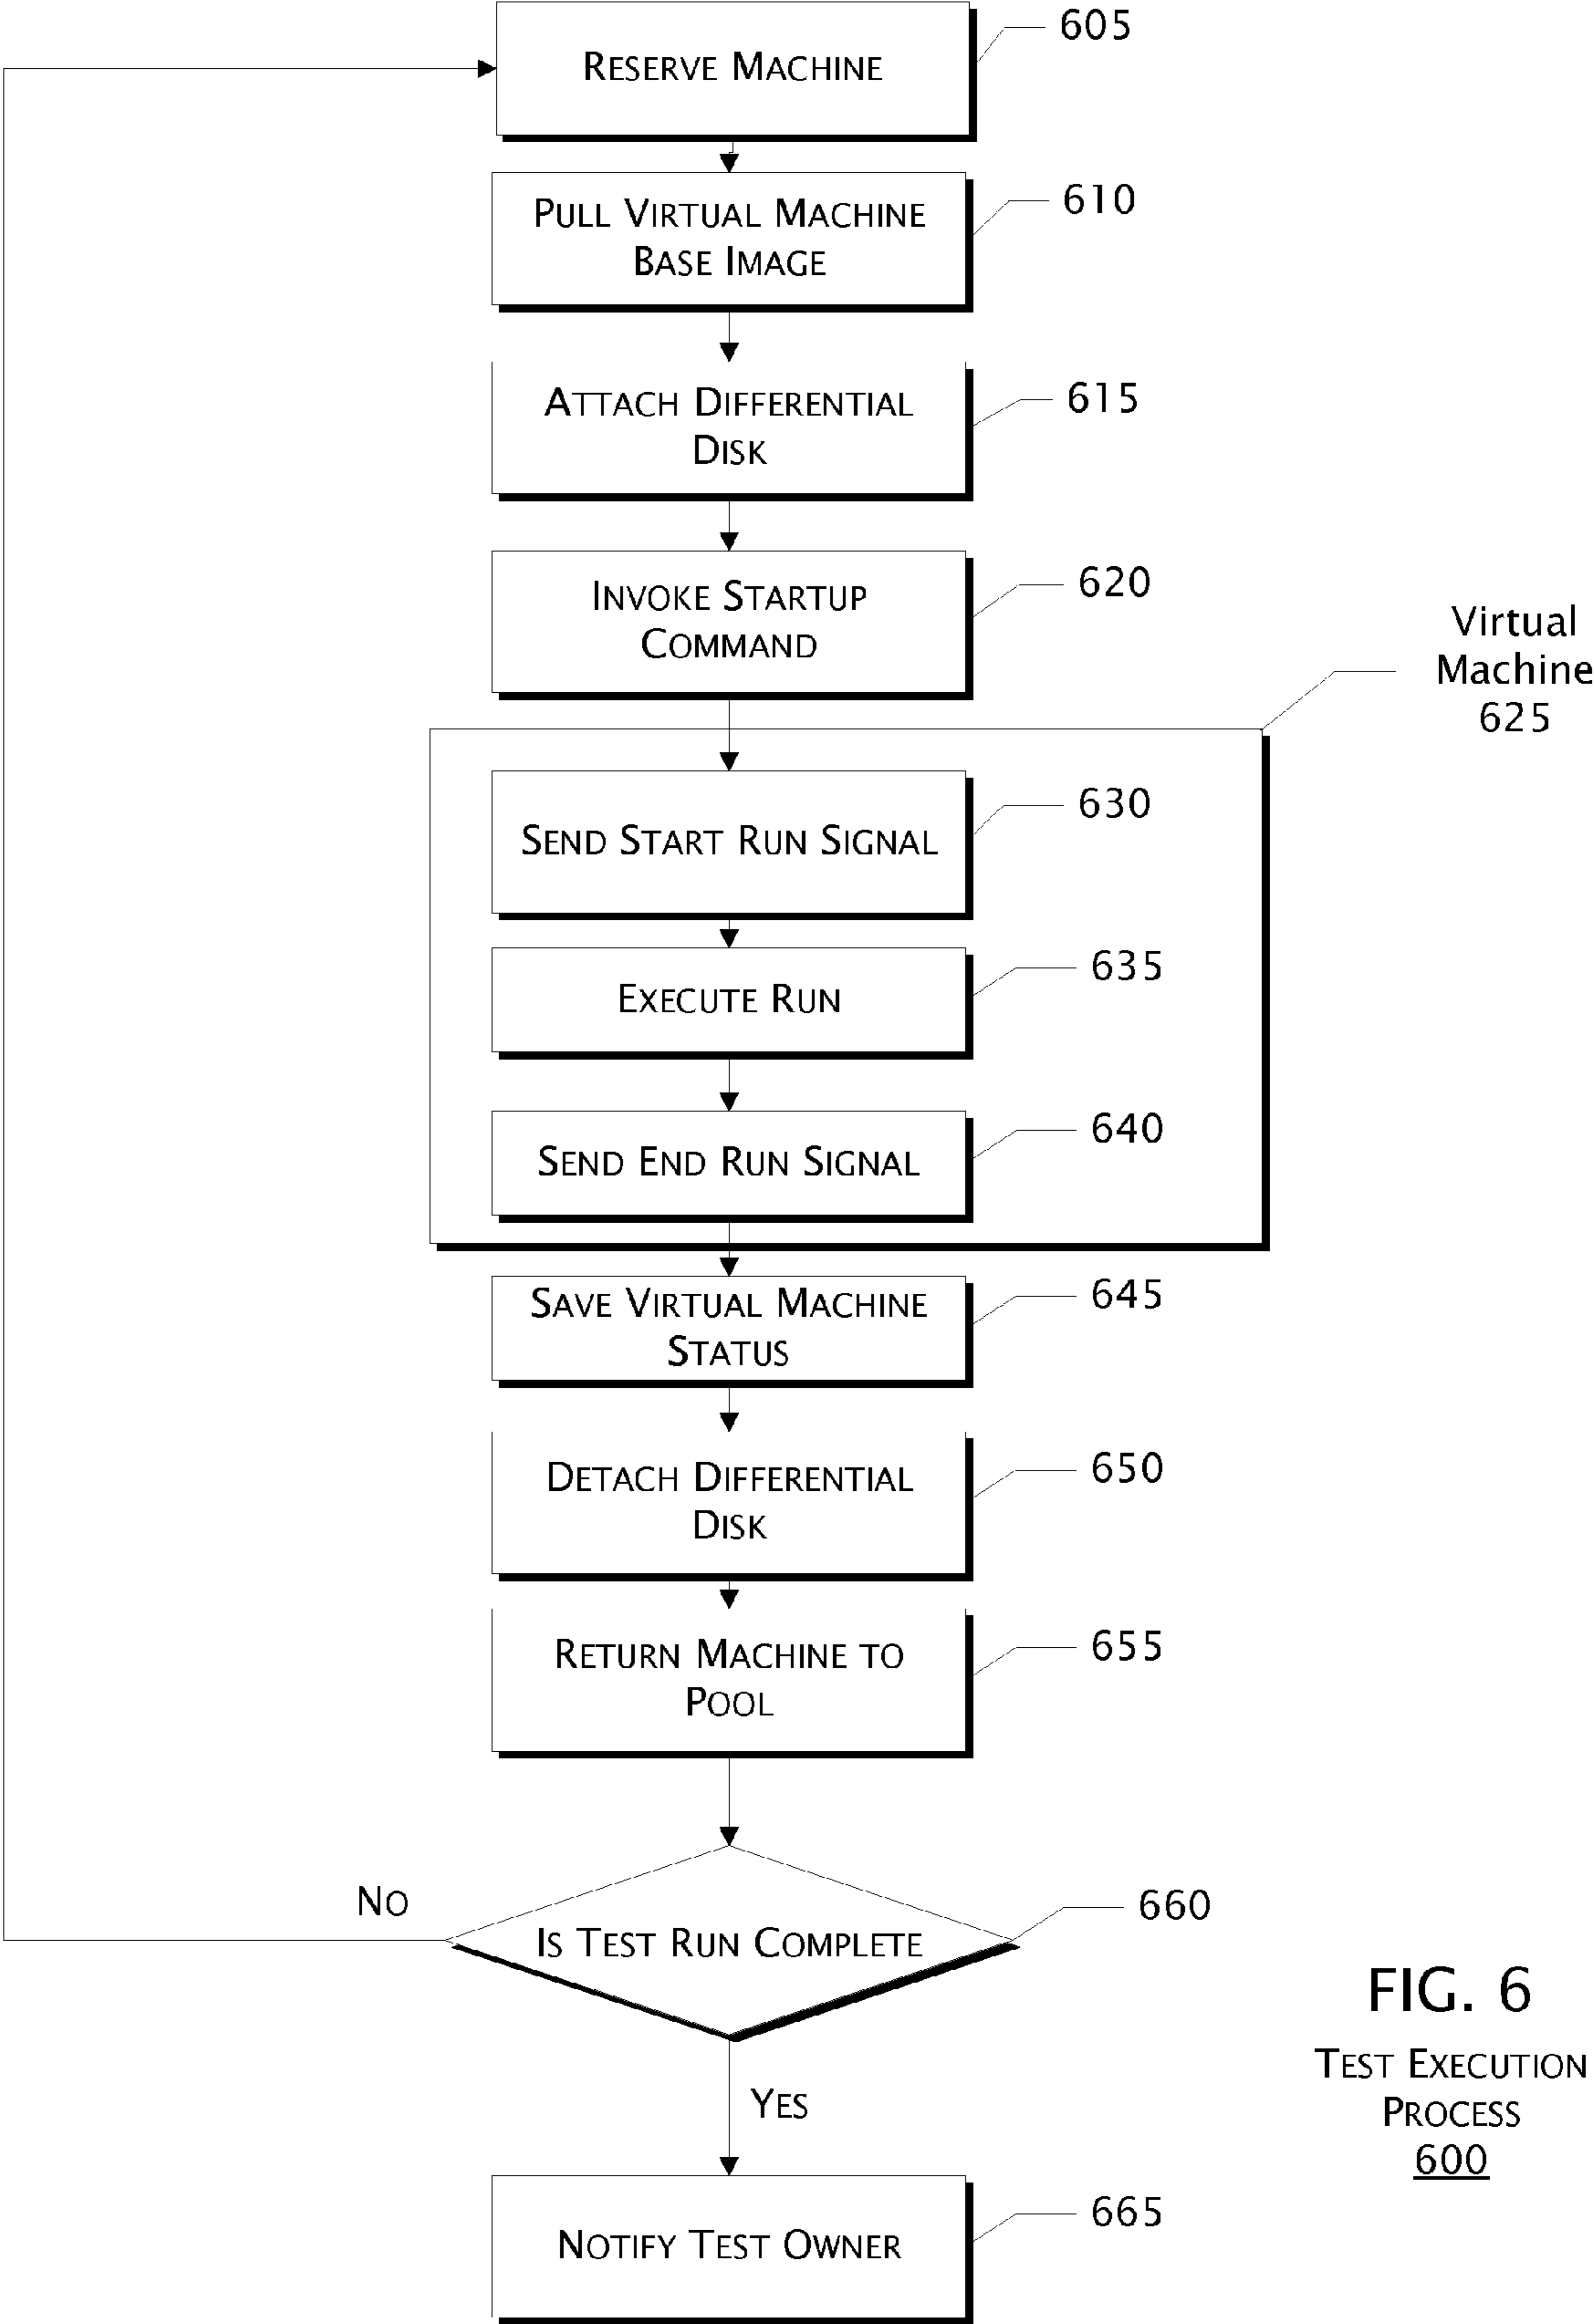 RESERVE MACHINE
605
PULL VIRTUAL MACHINE
BASE IMAGE
610
ATTACH DIFFERENTIAL
DISK
615
INVOKE STARTUP
COMMAND
620
Virtual
Machine
625
SEND START RUN SIGNAL
630
EXECUTE RUN
635
SEND END RUN SIGNAL
640
SAVE VIRTUAL MACHINE
STATUS
645
DETACH DIFFERENTIAL
DISK
650
RETURN MACHINE TO
POOL
655
NO
IS TEST RUN COMPLETE
660
YES
NOTIFY TEST OWNER
665
FIG. 6
TEST EXECUTION
PROCESS
600